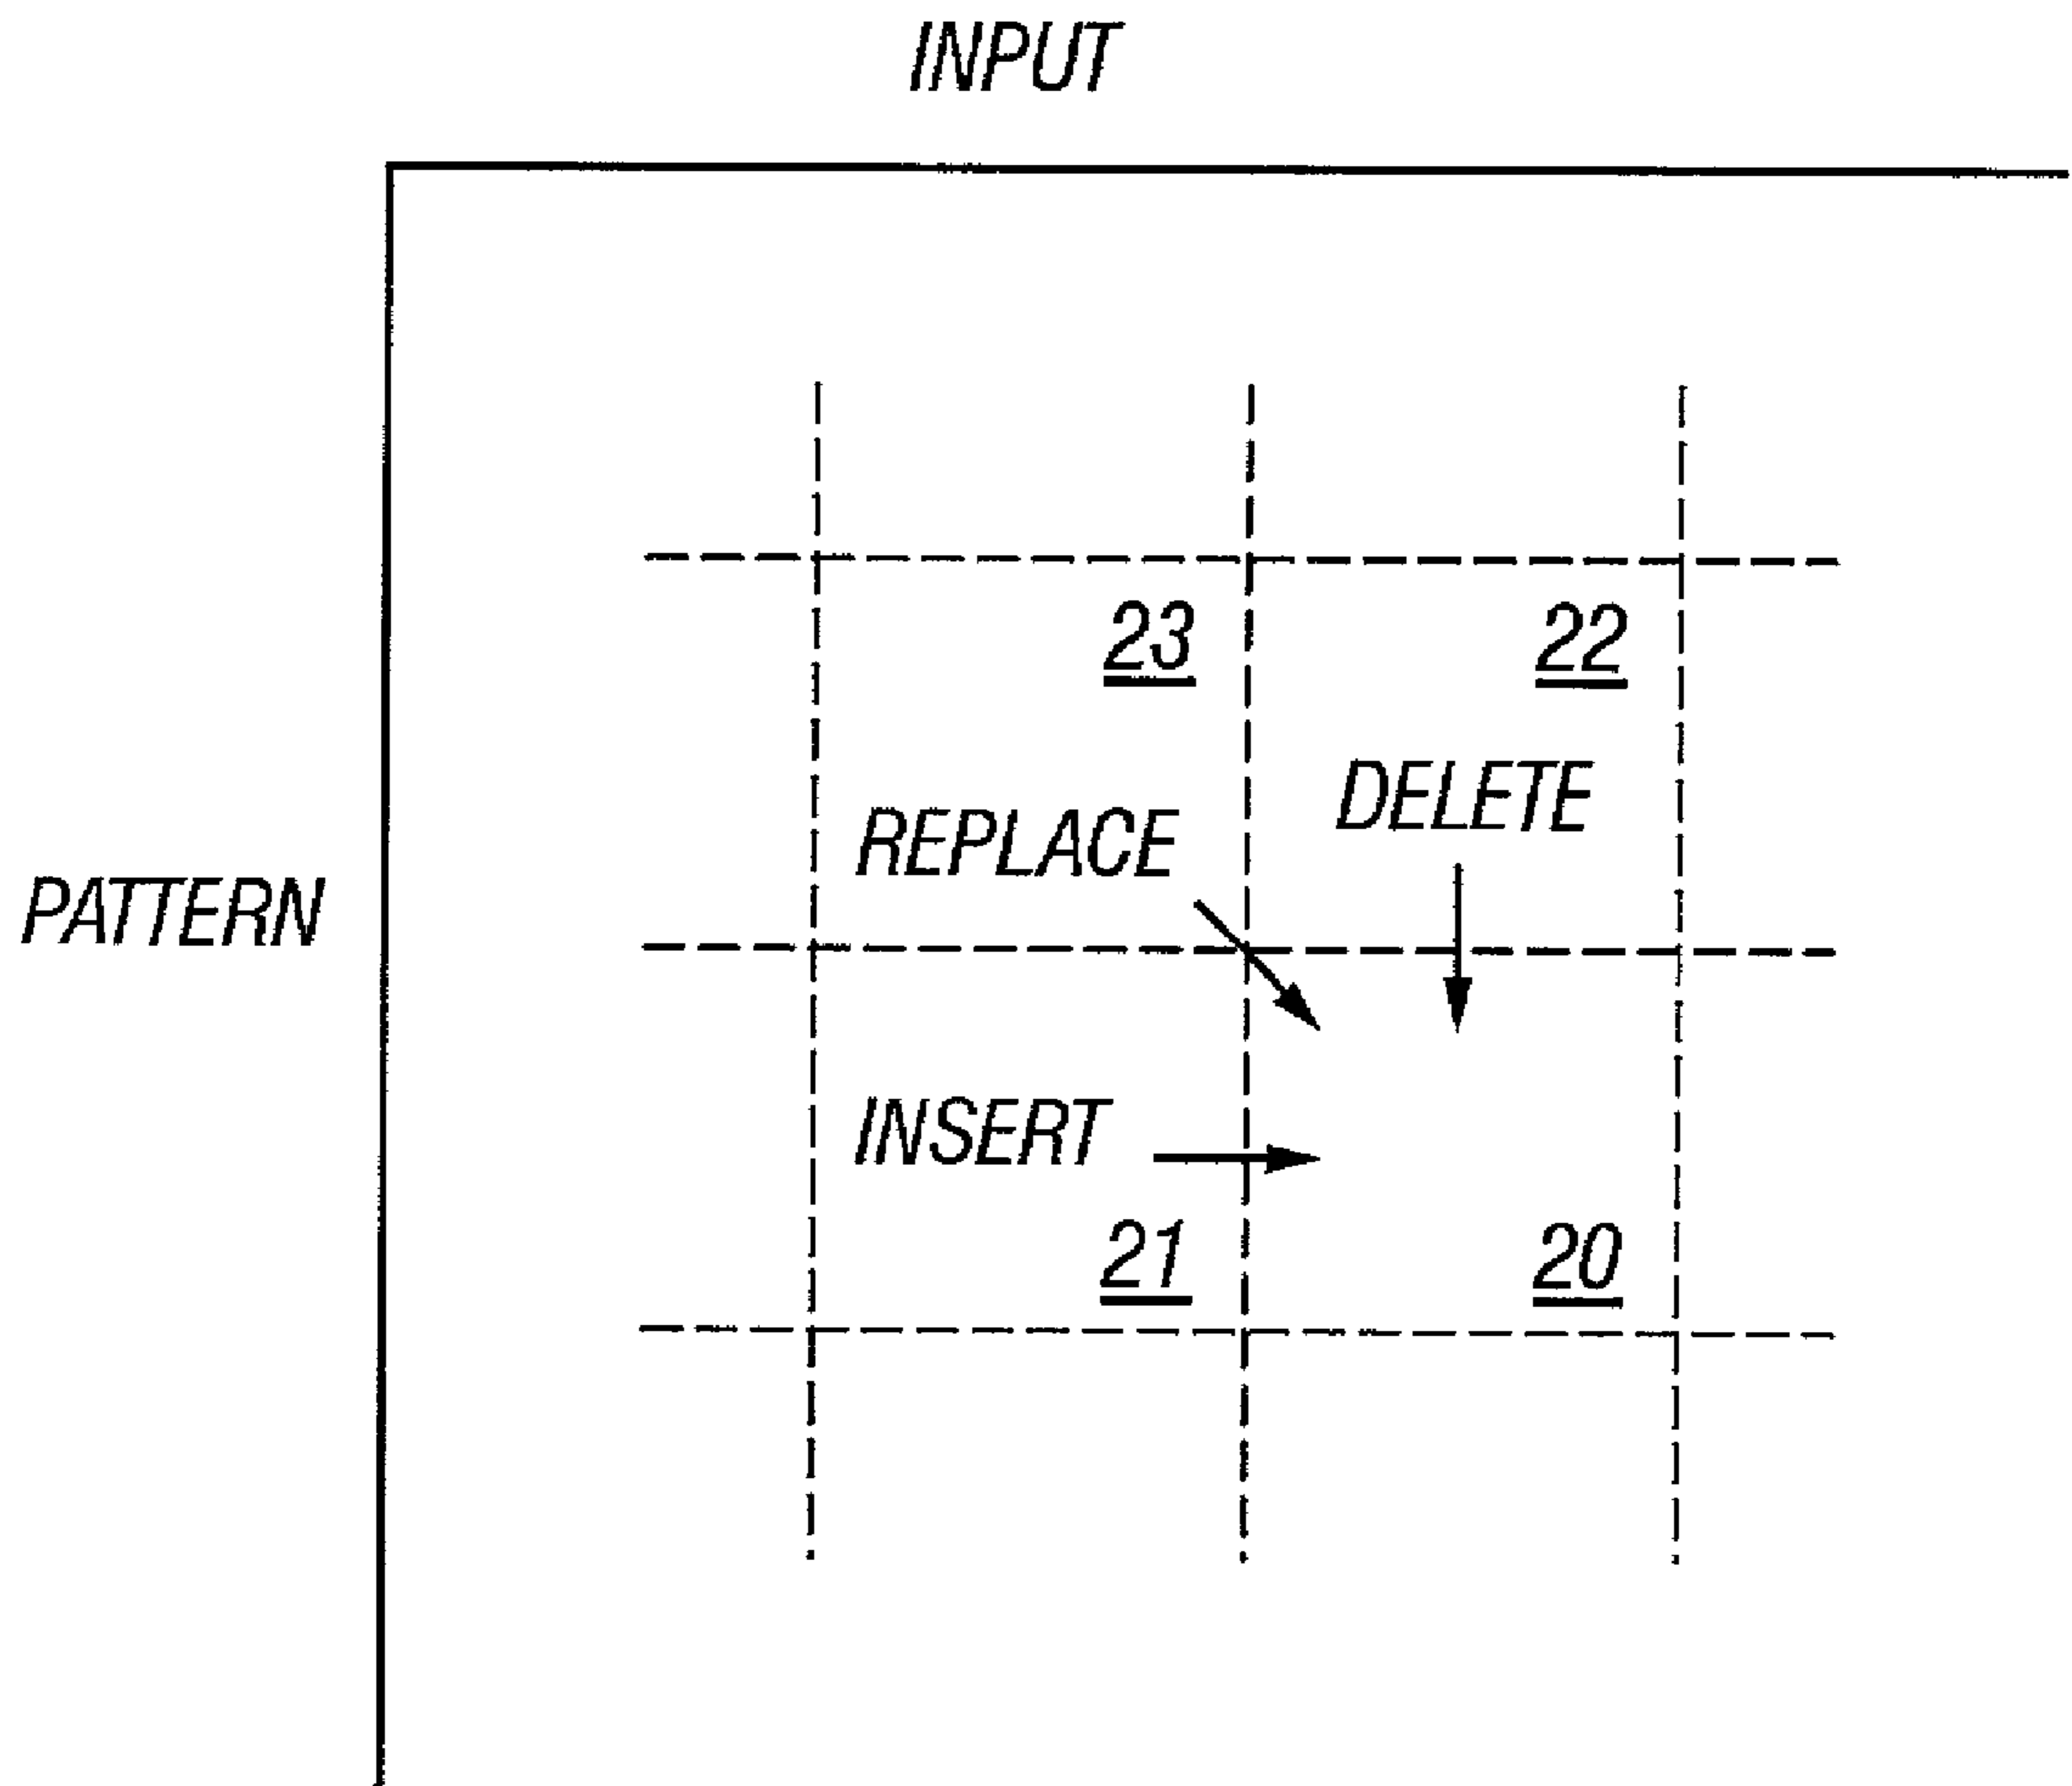 INPUT
23
22
DELETE
REPLACE
PATTERN
INSERT
21
20